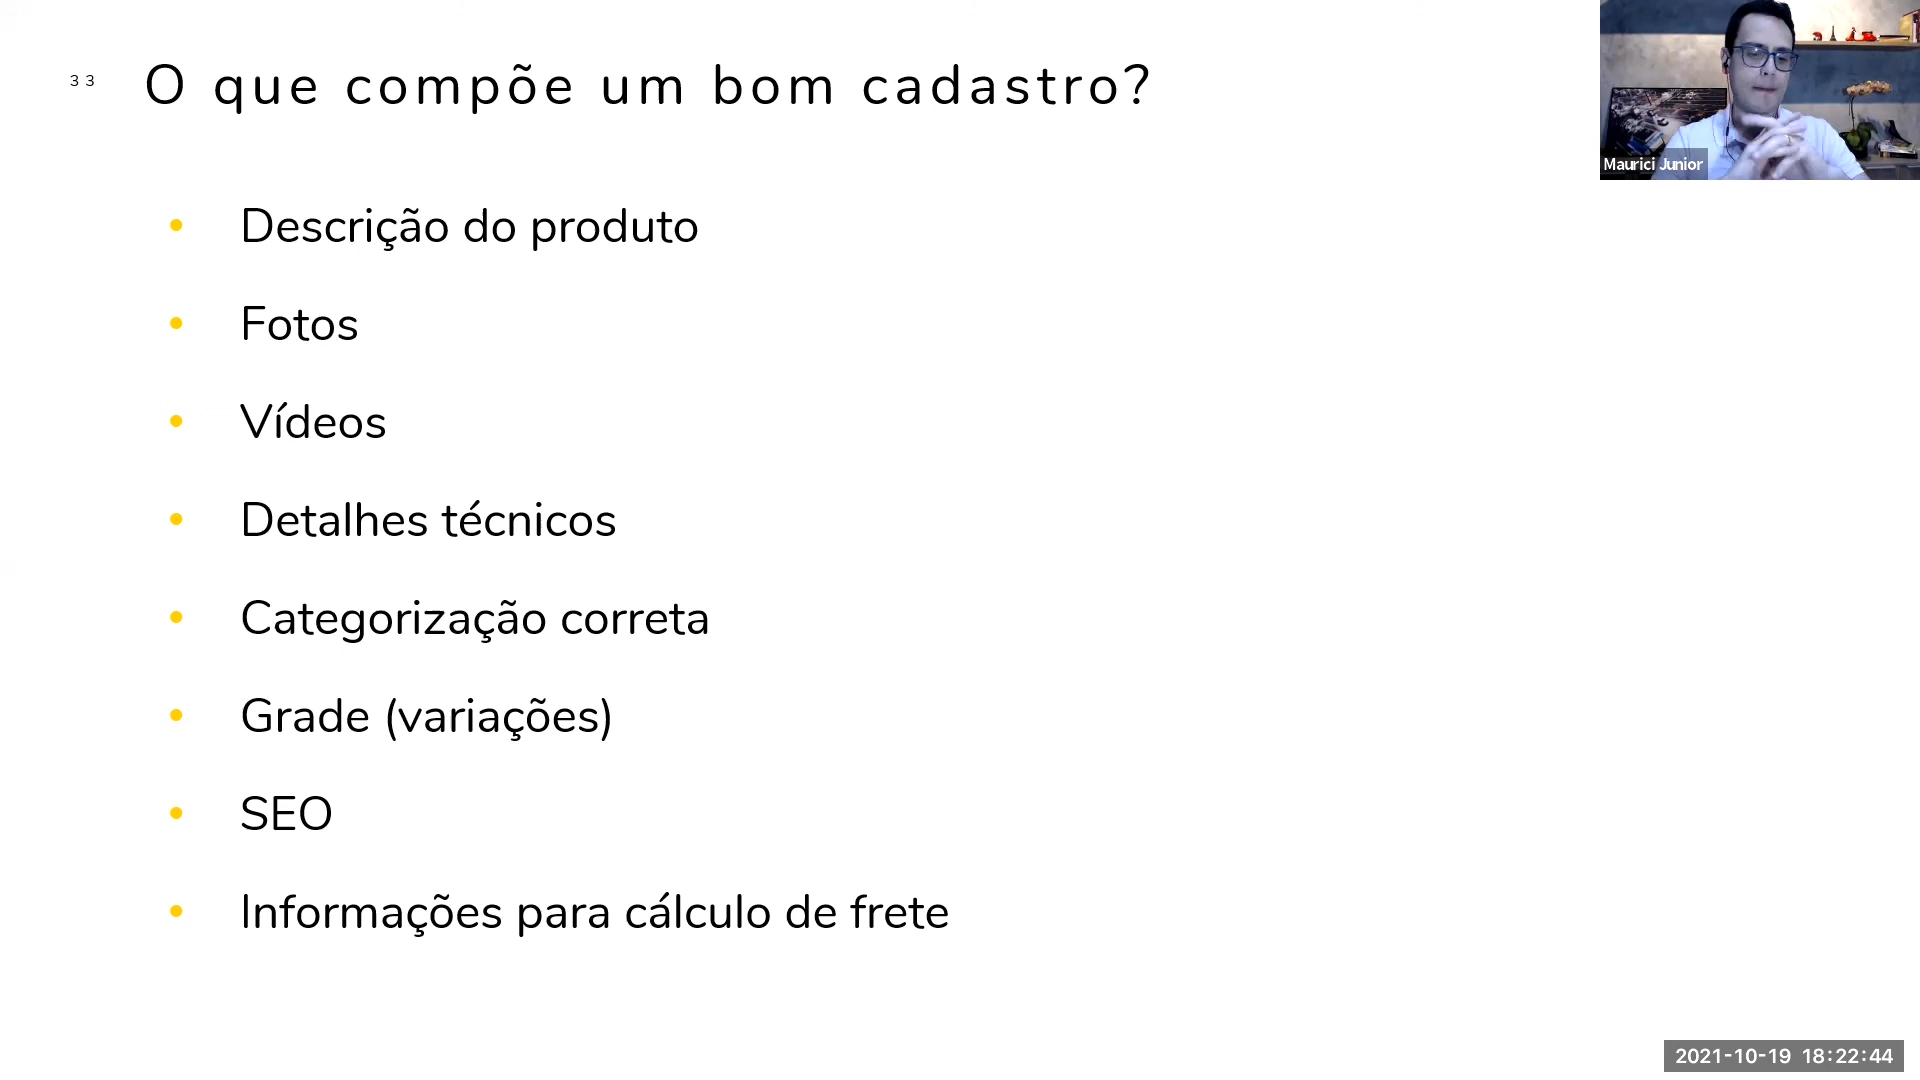 33
O que compõe um bom cadastro?
Maurici Junior
• Descrição do produto
• Fotos
• Vídeos
• Detalhes técnicos
• Categorização correta
• Grade (variações)
• SEO
• Informações para cálculo de frete
2021-10-19 18:22:44